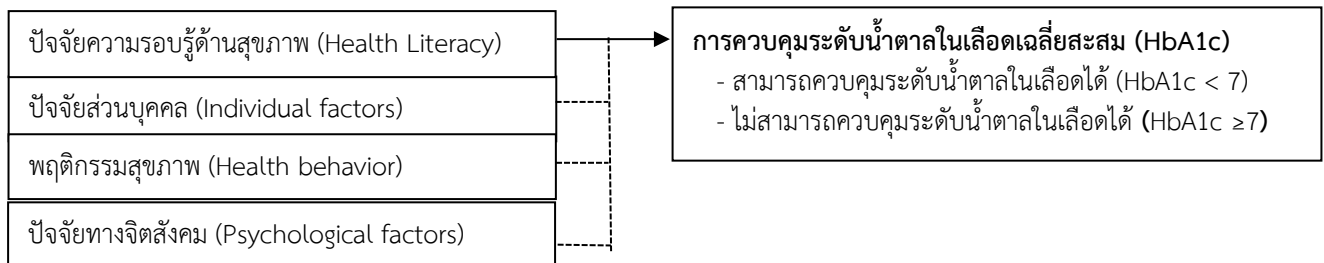 ปัจจัยความรอบรู้ด้านสุขภาพ (Health Literacy)
ปัจจัยส่วนบุคคล (Individual factors)
พฤติกรรมสุขภาพ (Health behavior)
ปัจจัยทางจิตสังคม (Psychological factors)
การควบคุมระดับน้ำตาลในเลือดเฉลี่ยสะสม (HbA1c)
- สามารถควบคุมระดับน้ำตาลในเลือดได้ (HbA1c < 7)
- ไม่สามารถควบคุมระดับน้ำตาลในเลือดได้ (HbA1c ≥7)